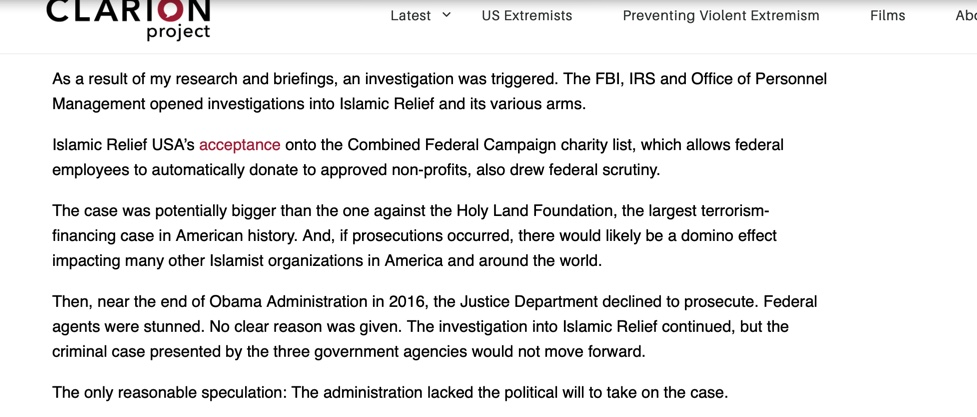 CLARION
project
Latest
US Extremists
Preventing Violent Extremism
Films
As a result of my research and briefings, an investigation was triggered. The FBI, IRS and Office of Personnel
Management opened investigations into Islamic Relief and its various arms.
Islamic Relief USA’s acceptance onto the Combined Federal Campaign charity list, which allows federal
employees to automatically donate to approved non-profits, also drew federal scrutiny.
The case was potentially bigger than the one against the Holy Land Foundation, the largest terrorism-
financing case in American history. And, if prosecutions occurred, there would likely be a domino effect
impacting many other Islamist organizations in America and around the world.
Then, near the end of Obama Administration in 2016, the Justice Department declined to prosecute. Federal
agents were stunned. No clear reason was given. The investigation into Islamic Relief continued, but the
criminal case presented by the three government agencies would not move forward.
The only reasonable speculation: The administration lacked the political will to take on the case.